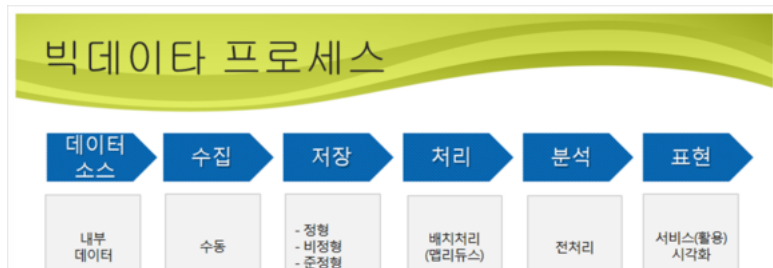 빅데이타 프로세스
데이터
소스
수집
저장
처리
분석
표현
내부
데이터
수동
- 정형
- 비정형
- 준정형
배치처리
(맵리듀스)
전처리
서비스(활용)
시각화